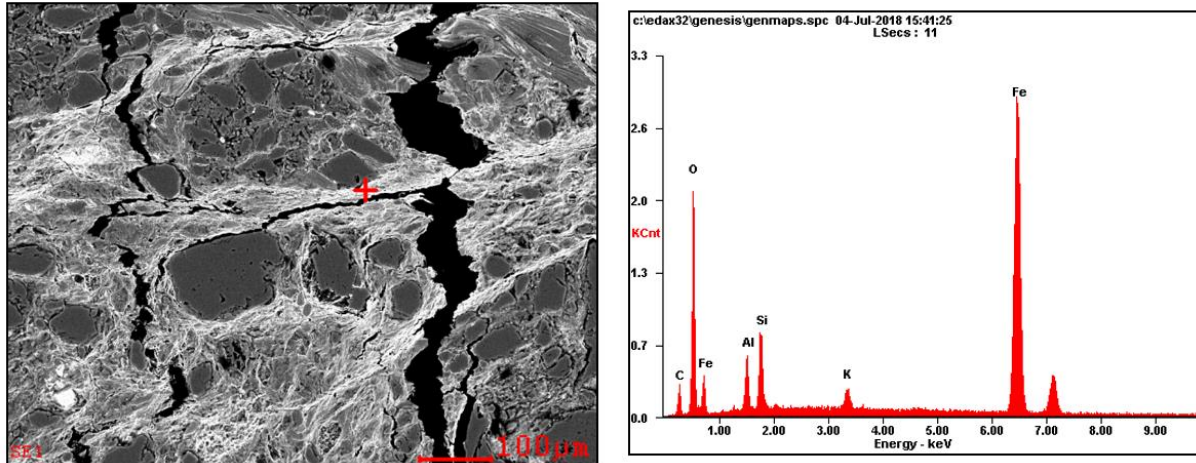 SE1
100µm
c:\edax32\genesis\genmaps.spc 04-Jul-2018 15:41:25
LSecs : 11
3.3
2.6
2.0
KCnt
1.3
0.7
0.0
C
O
Fe
Al
Si
K
Fe
1.00 2.00 3.00 4.00 5.00 6.00 7.00 8.00 9.00
Energy - keV